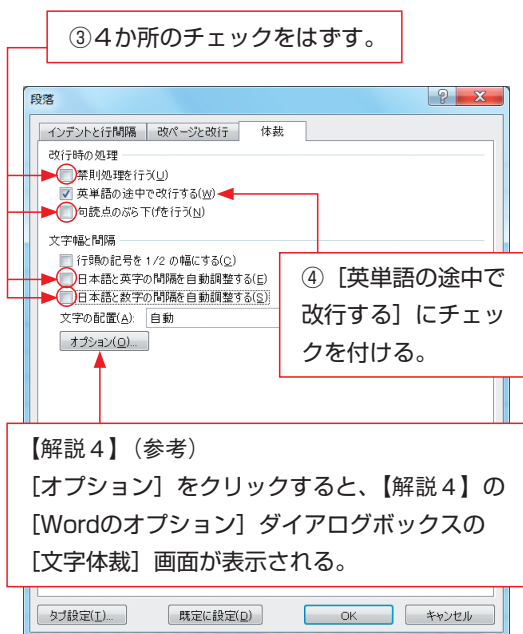 ③4か所のチェックをはずす。
段落
インデントと行間隔 改ページと改行 体裁
改行時の処理
禁則処理を行う(U)
英単語の途中で改行する(W)
句読点のぶら下げを行う(N)
文字幅と間隔
行頭の記号を 1/2 の幅にする(C)
日本語と英字の間隔を自動調整する(E)
日本語と数字の間隔を自動調整する(S)
文字の配置(A): 自動
オプション(O)...
④［英単語の途中で
改行する］にチェッ
クを付ける。
【解説４】（参考）
［オプション］をクリックすると、【解説４】の
［Wordのオプション］ダイアログボックスの
［文字体裁］画面が表示される。
タブ設定(T)... 既定に設定(D) OK キャンセル